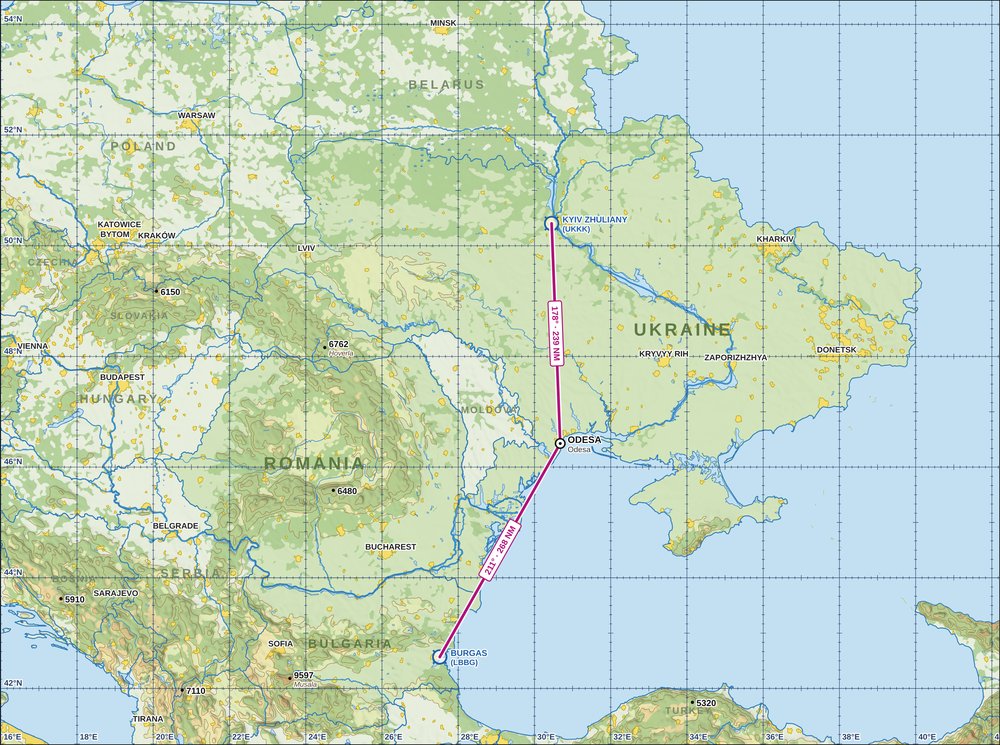 54°N
MINSK
BELARUS
WARSAW
52°N
POLAND
KYIV ZHULIANY
(UKKK)
KATOWICE
BYTOM
KRAKÓW
50°N
LVIV
KHARKIV
CZECHIA
6150
SLOVAKIA
178° · 239 NM
UKRAINE
VIENNA
6762
Hoverla
48°N
KRYVYY RIH
ZAPORIZHZHYA
DONETSK
BUDAPEST
HUNGARY
MOLDOVA
ODESA
Odesa
46°N
ROMANIA
6480
BELGRADE
211° · 268 NM
BUCHAREST
44°N
SERBIA
BOSNIA
SARAJEVO
5910
SOFIA
BULGARIA
BURGAS
(LBBG)
9597
Musala
42°N
7110
5320
TURKEY
TIRANA
16°E
18°E
20°E
22°E
24°E
26°E
28°E
30°E
32°E
34°E
36°E
38°E
40°E